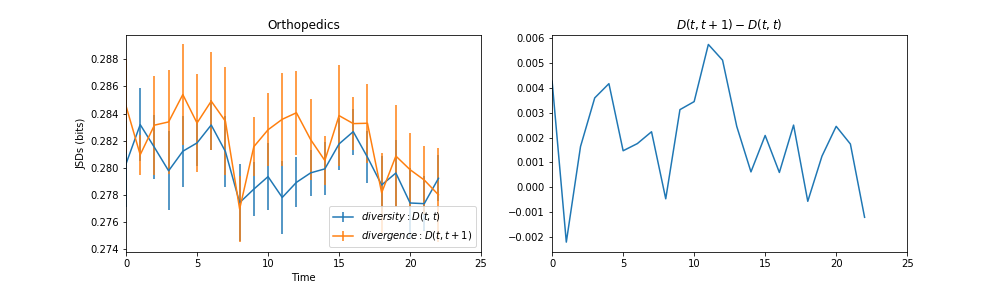 Orthopedics
JSDs (bits)
0.288
0.286
0.284
0.282
0.280
0.278
0.276
0.274
0 5 10 15 20 25
Time
diversity : D(t, t)
divergence : D(t, t + 1)
D(t, t + 1) − D(t, t)
0.006
0.005
0.004
0.003
0.002
0.001
0.000
−0.001
−0.002
0 5 10 15 20 25